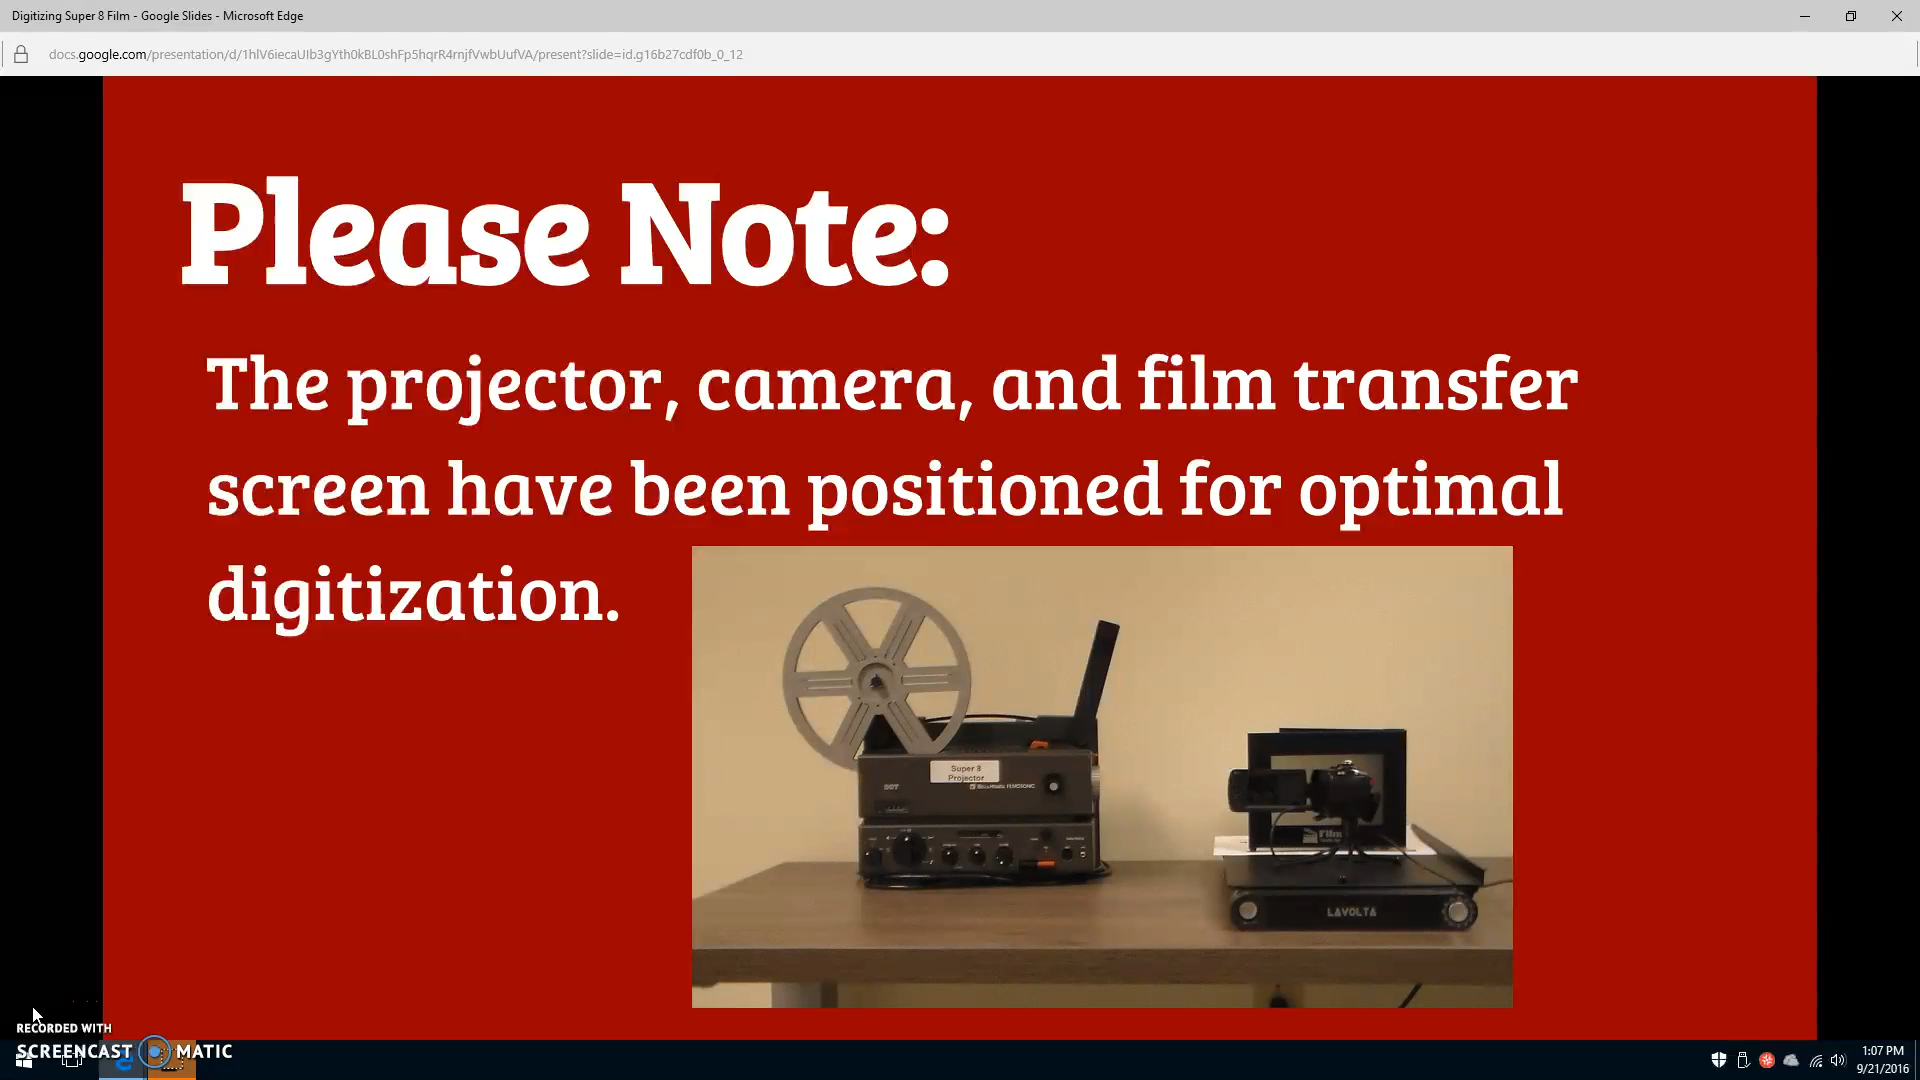 Digitizing Super 8 Film - Google Slides - Microsoft Edge
docs.google.com/presentation/d/1hlV6iecaUIb3gYth0kBL0shFp5hqrR4rnjfVwbUufVA/present?slide=id.g16b27cdf0b_0_12
Please Note:
The projector, camera, and film transfer
screen have been positioned for optimal
digitization.
Super 8
Projector
Film
LAVOLTA
RECORDED WITH
SCREENCAST MATIC
1:07 PM
9/21/2016